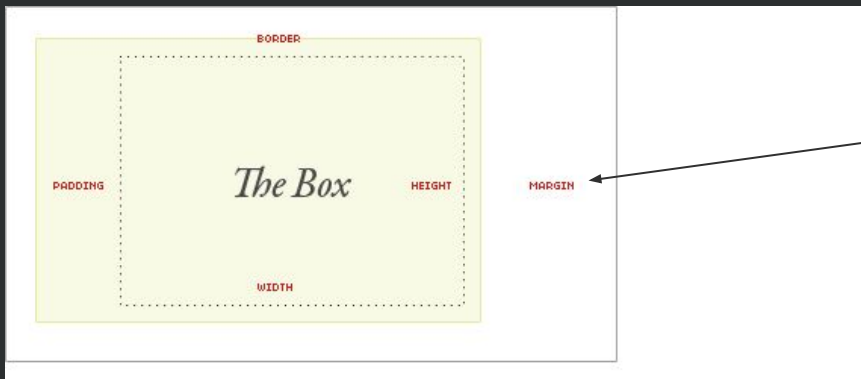 BORDER
PADDING
The Box
HEIGHT
MARGIN
WIDTH